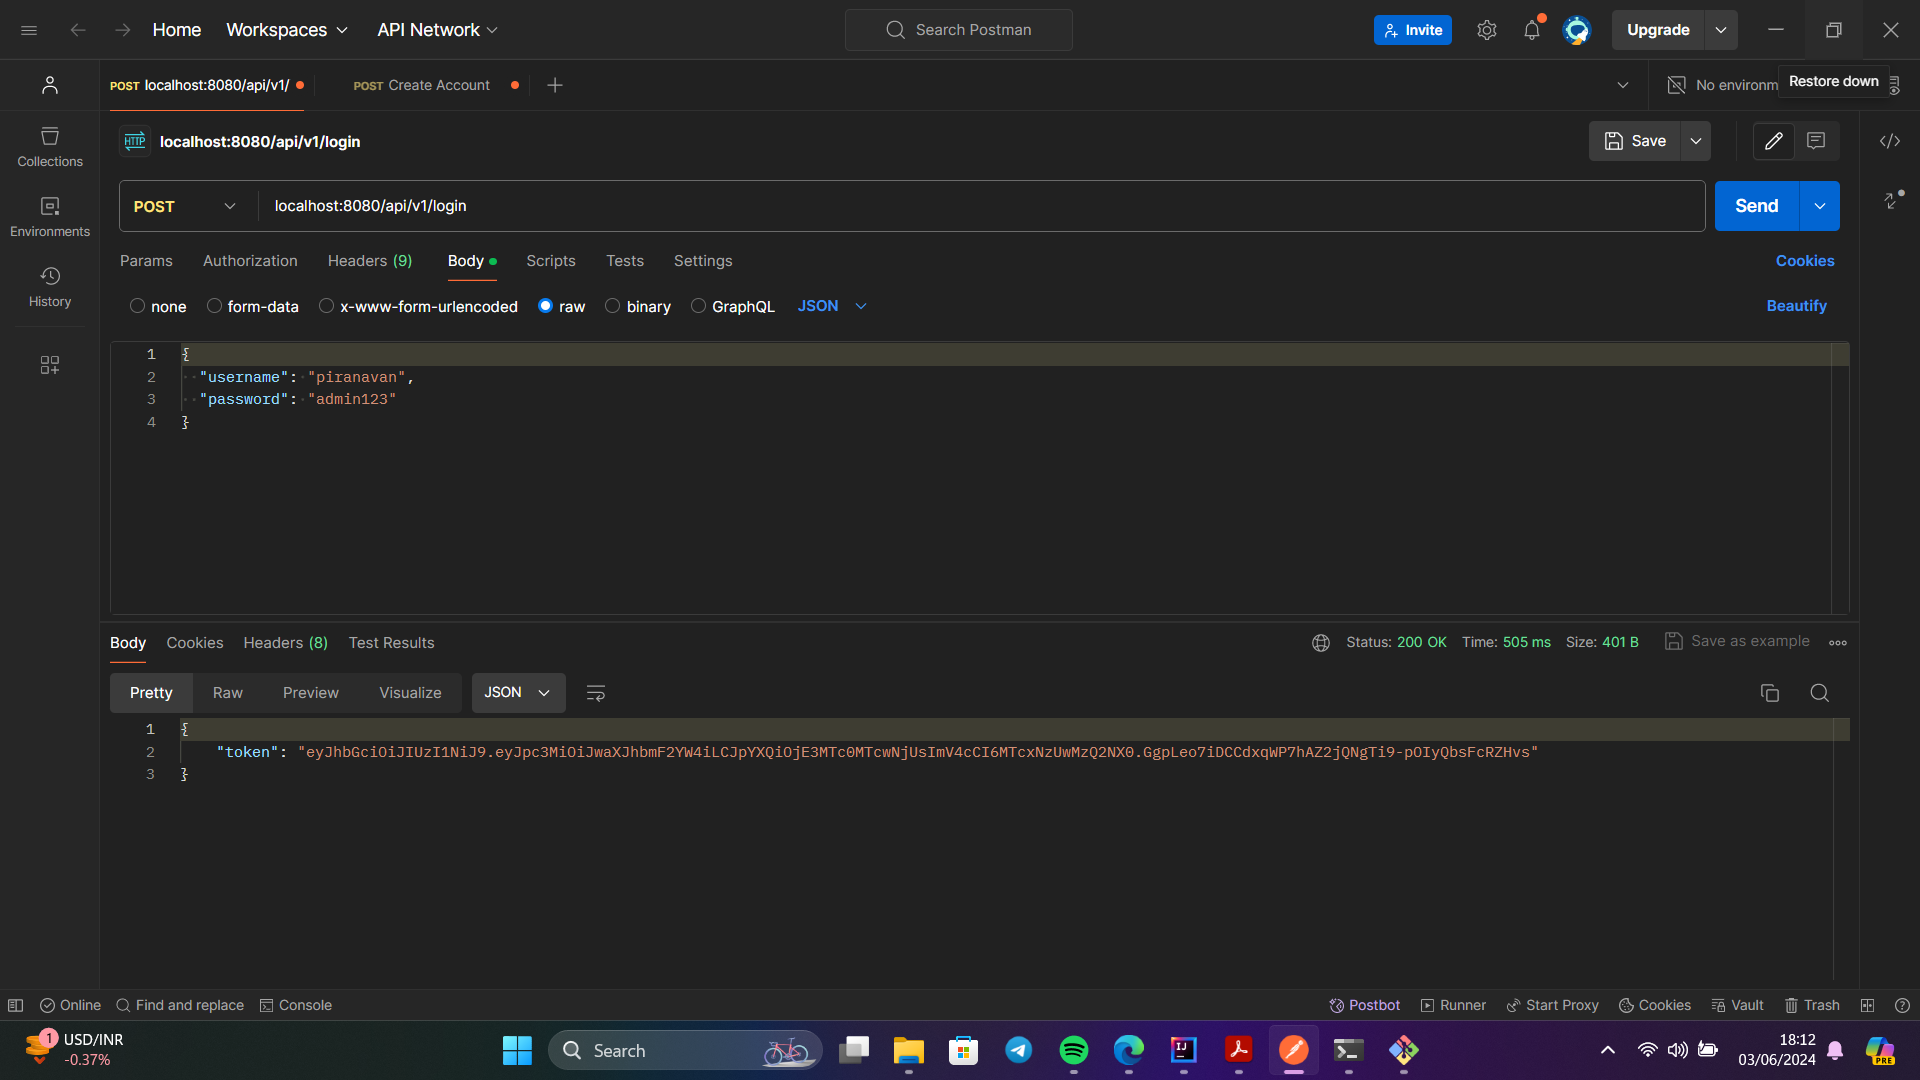 Home Workspaces API Network Search Postman Invite Upgrade
POST localhost:8080/api/v1/ POST Create Account No environm Restore down
HTTP localhost:8080/api/v1/login Save
Collections
Environments
History
POST localhost:8080/api/v1/login Send
Params Authorization Headers (9) Body Scripts Tests Settings Cookies
none form-data x-www-form-urlencoded raw binary GraphQL JSON Beautify
1 {
2 "username": "piranavan",
3 "password": "admin123"
4 }
Body Cookies Headers (8) Test Results Status: 200 OK Time: 505 ms Size: 401 B Save as example
Pretty Raw Preview Visualize JSON
1 {
2 "token": "eyJhbGciOiJIUzI1NiJ9.eyJpc3MiOiJwaXJhbmF2YW4iLCJpYXQiOjE3MTc0MTcwNjUsImV4cCI6MTcxNzUwMzQ2NX0.GgpLeo7iDCCdxqWP7hAZ2jQNgTi9-pOIyQbsFcRZHvs"
3 }
Online Find and replace Console Postbot Runner Start Proxy Cookies Vault Trash
1 USD/INR
-0.37%
Search
IJ
18:12
03/06/2024
PRE